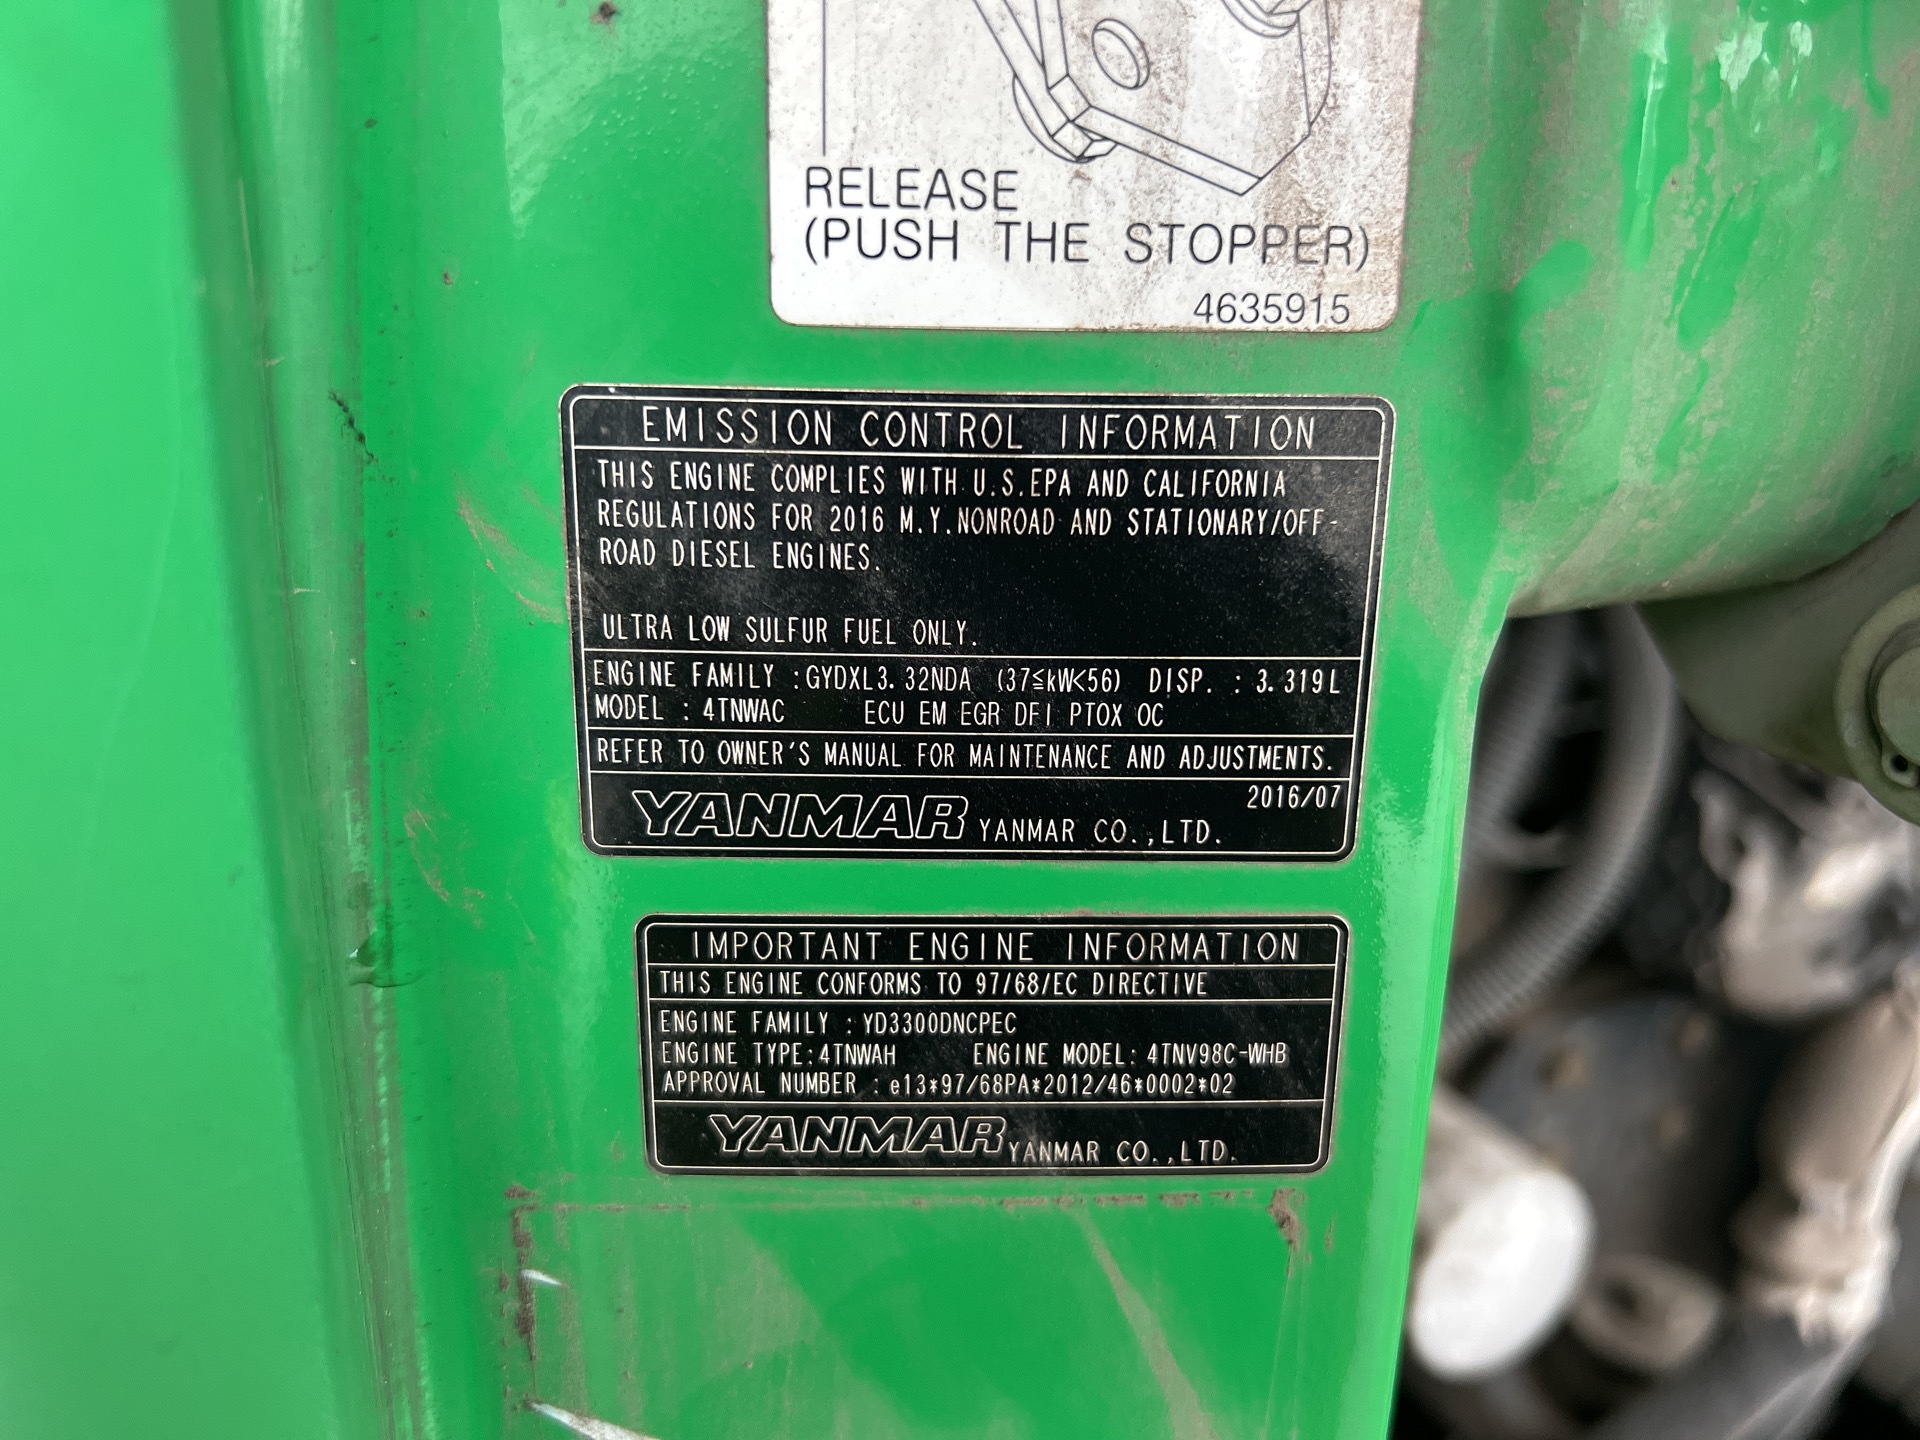 RELEASE
(PUSH THE STOPPER)
4635915
EMISSION CONTROL INFORMATION
THIS ENGINE COMPLIES WITH U.S.EPA AND CALIFORNIA
REGULATIONS FOR 2016 M.Y.NONROAD AND STATIONARY/OFF-
ROAD DIESEL ENGINES.
ULTRA LOW SULFUR FUEL ONLY.
ENGINE FAMILY :GYDXL3.32NDA (37≦kW<56) DISP. : 3.319L
MODEL : 4TNWAC ECU EM EGR DFI PTOX OC
REFER TO OWNER'S MANUAL FOR MAINTENANCE AND ADJUSTMENTS.
2016/07
YANMAR YANMAR CO.,LTD.
IMPORTANT ENGINE INFORMATION
THIS ENGINE CONFORMS TO 97/68/EC DIRECTIVE
ENGINE FAMILY : YD3300DNCPEC
ENGINE TYPE:4TNWAH ENGINE MODEL: 4TNV98C-WHB
APPROVAL NUMBER : e13*97/68PA*2012/46*0002*02
YANMAR YANMAR CO.,LTD.